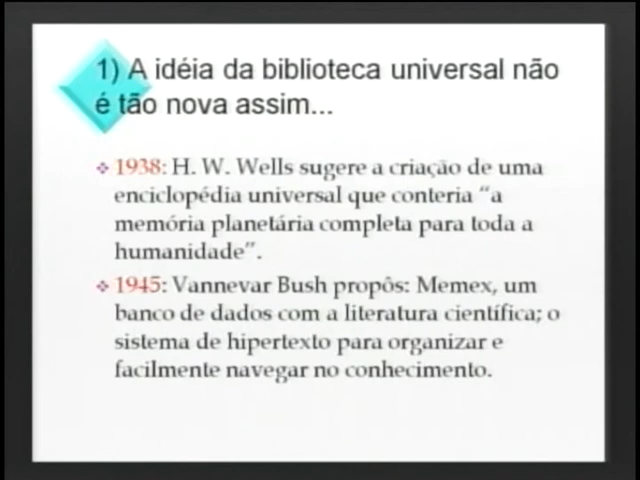 1) A idéia da biblioteca universal não
é tão nova assim...
1938: H. W. Wells sugere a criação de uma
enciclopédia universal que conteria “a
memória planetária completa para toda a
humanidade”.
1945: Vannevar Bush propôs: Memex, um
banco de dados com a literatura científica; o
sistema de hipertexto para organizar e
facilmente navegar no conhecimento.